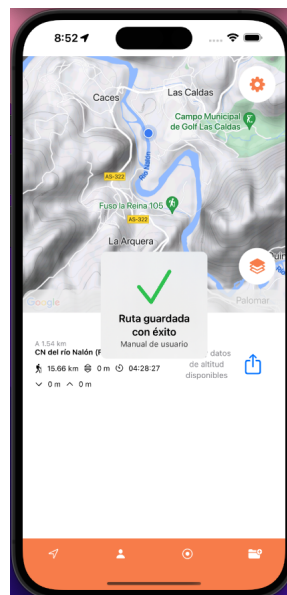 8:52
Caces
Las Caldas
Campo Municipal
de Golf Las Caldas
AS-322
Río Nalón
Fuso la Reina 105
AS-322
La Arquera
Google
Palomar
Ruta guardada
con éxito
Manual de usuario
A 1.54 km
CN del río Nalón (F
datos
de altitud
disponibles
15.66 km 0 m 04:28:27
0 m 0 m